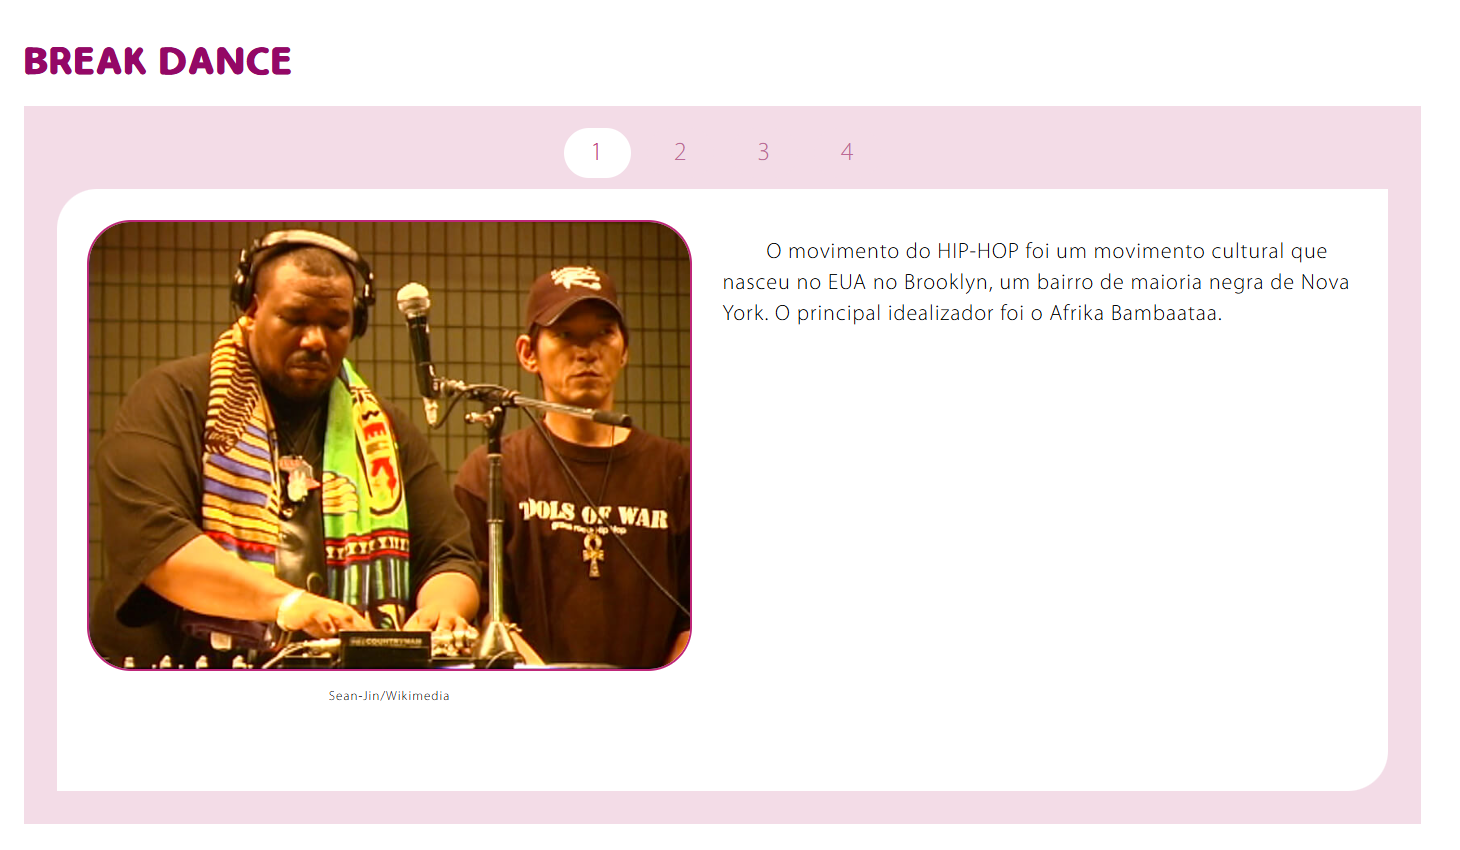 BREAK DANCE
1 2 3 4
O movimento do HIP-HOP foi um movimento cultural que
nasceu no EUA no Brooklyn, um bairro de maioria negra de Nova
York. O principal idealizador foi o Afrika Bambaataa.
OF WAR
COUNTRYMAN
Sean-Jin/Wikimedia